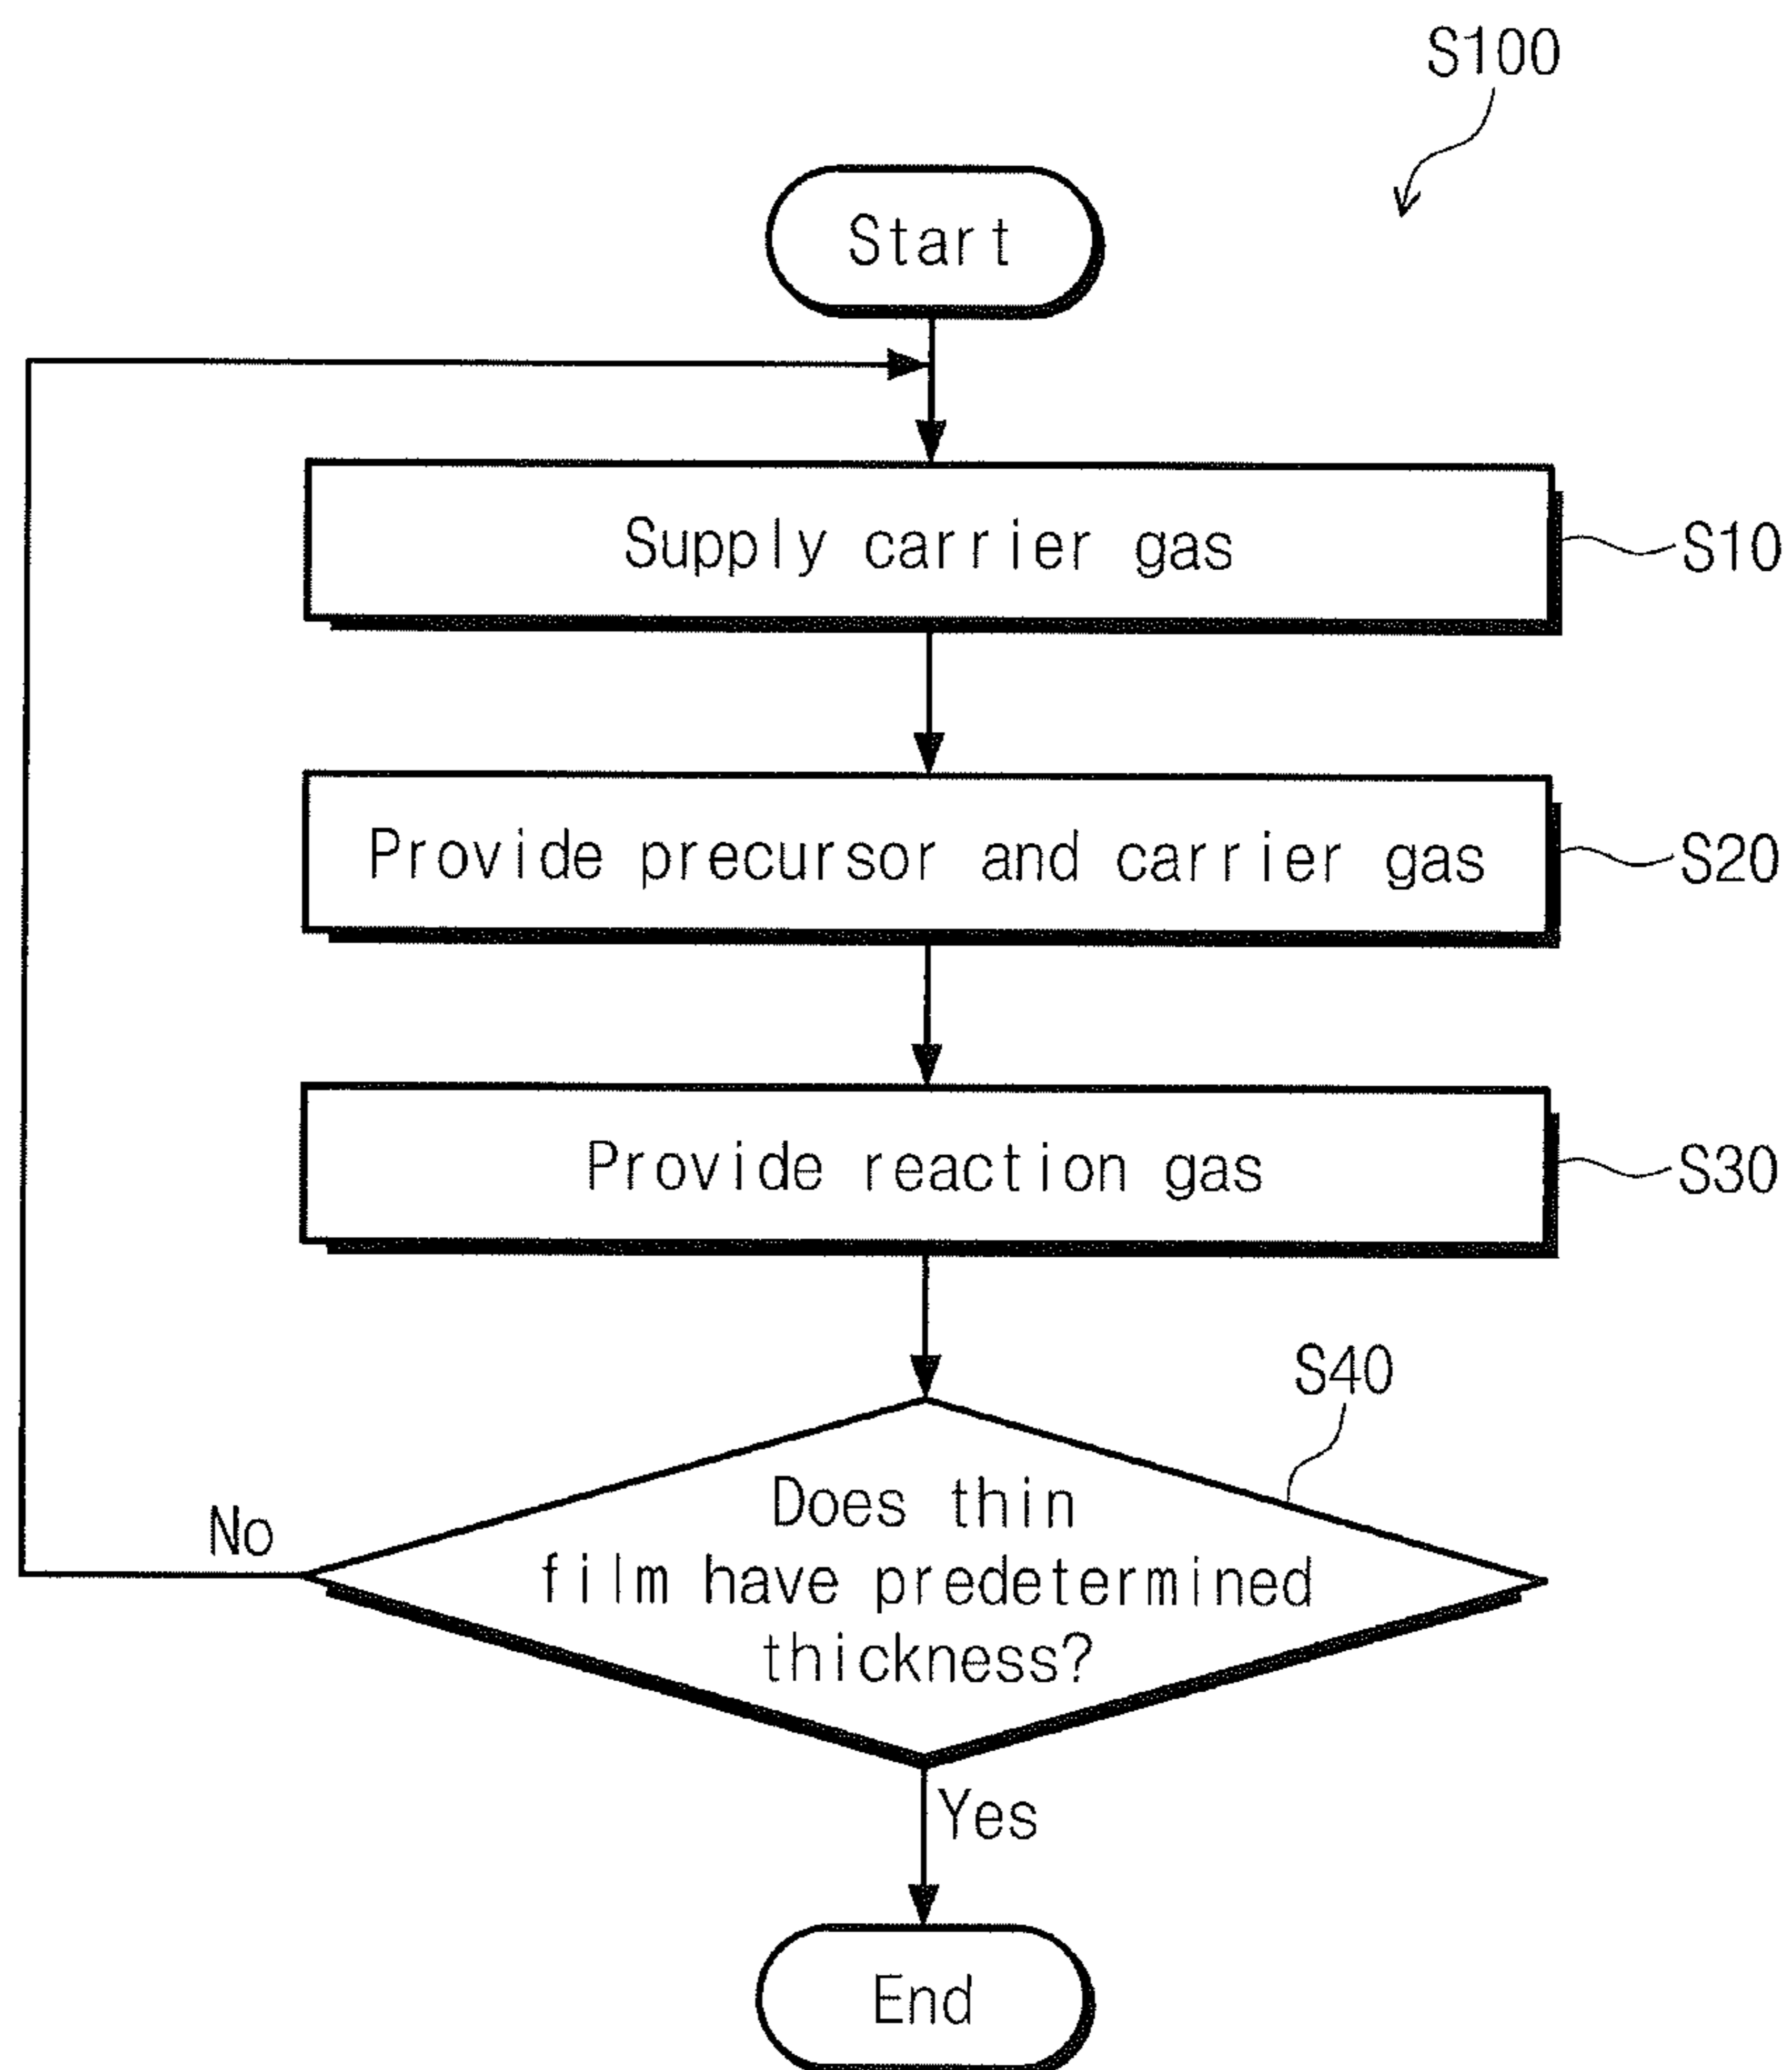 S100
Start
Supply carrier gas
S10
Provide precursor and carrier gas
S20
Provide reaction gas
S30
S40
Does thin
film have predetermined
thickness?
No
Yes
End